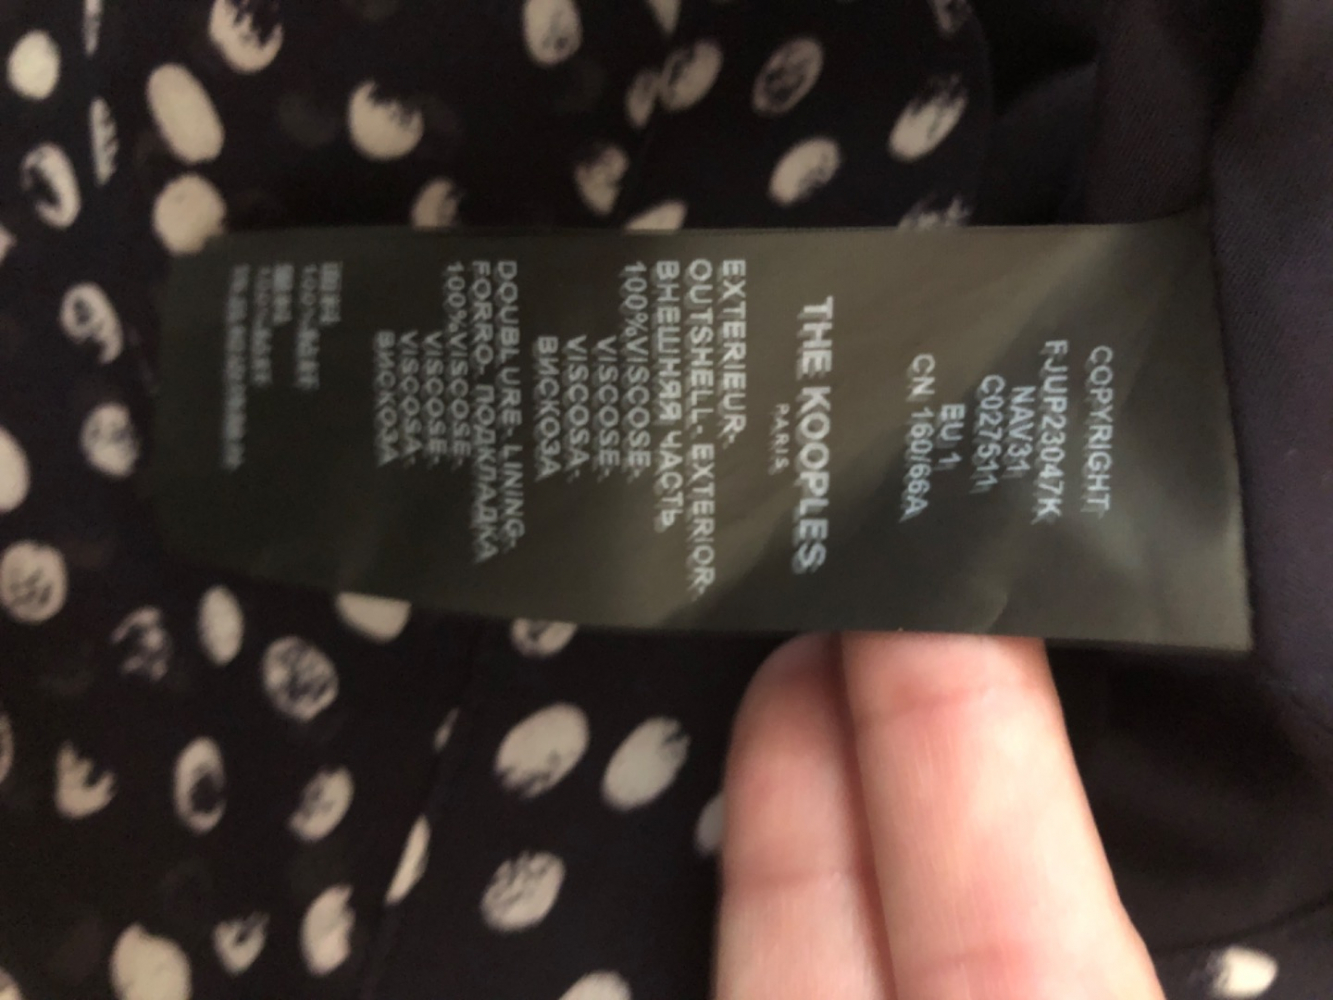 COPYRIGHT
FJUP23047K
NAV31
C027511
EU 1
CN 160/66A
THE KOOPLES
PARIS
EXTERIEUR-
OUTSHELL- EXTERIOR-
ВНЕШНЯЯ ЧАСТЬ
100%VISCOSE-
VISCOSE-
VISCOSA-
ВИСКОЗА
DOUBLURE- LINING-
FORRO- ПОДКЛАДКА
100%VISCOSE-
VISCOSE-
VISCOSA-
ВИСКОЗА